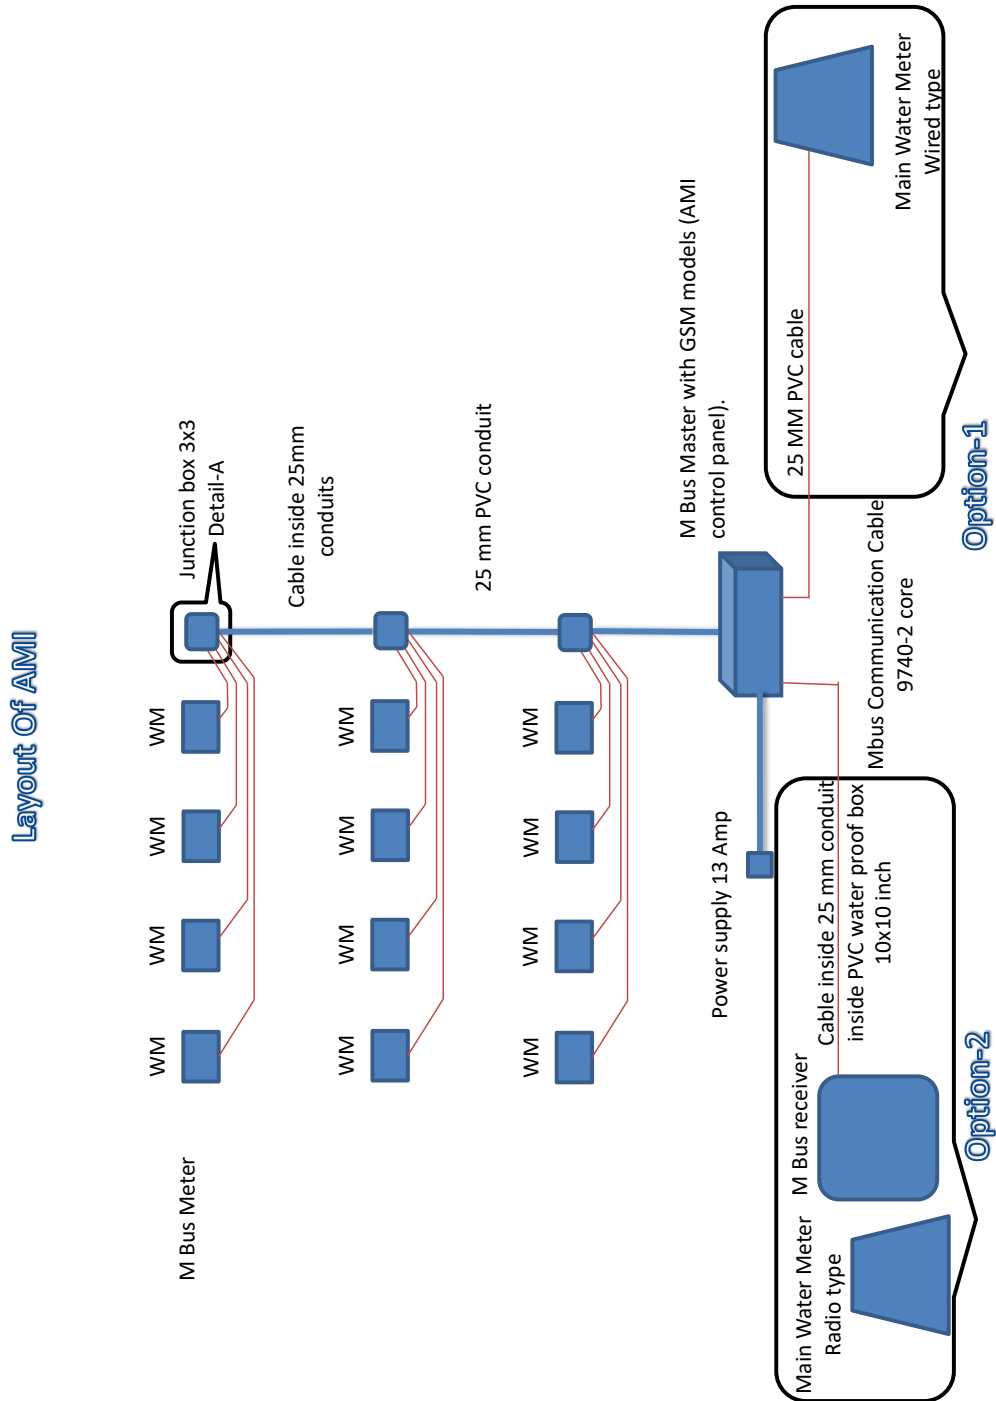 Layout Of AMI
Junction box 3x3
Detail-A
WM
WM
WM
WM
M Bus Meter
Cable inside 25mm
conduits
WM
WM
WM
WM
25 mm PVC conduit
WM
WM
WM
WM
M Bus Master with GSM models (AMI
control panel).
Power supply 13 Amp
25 MM PVC cable
Main Water Meter
Wired type
Option-1
Mbus Communication Cable
9740-2 core
Main Water Meter
Radio type
M Bus receiver
Cable inside 25 mm conduit
inside PVC water proof box
10x10 inch
Option-2